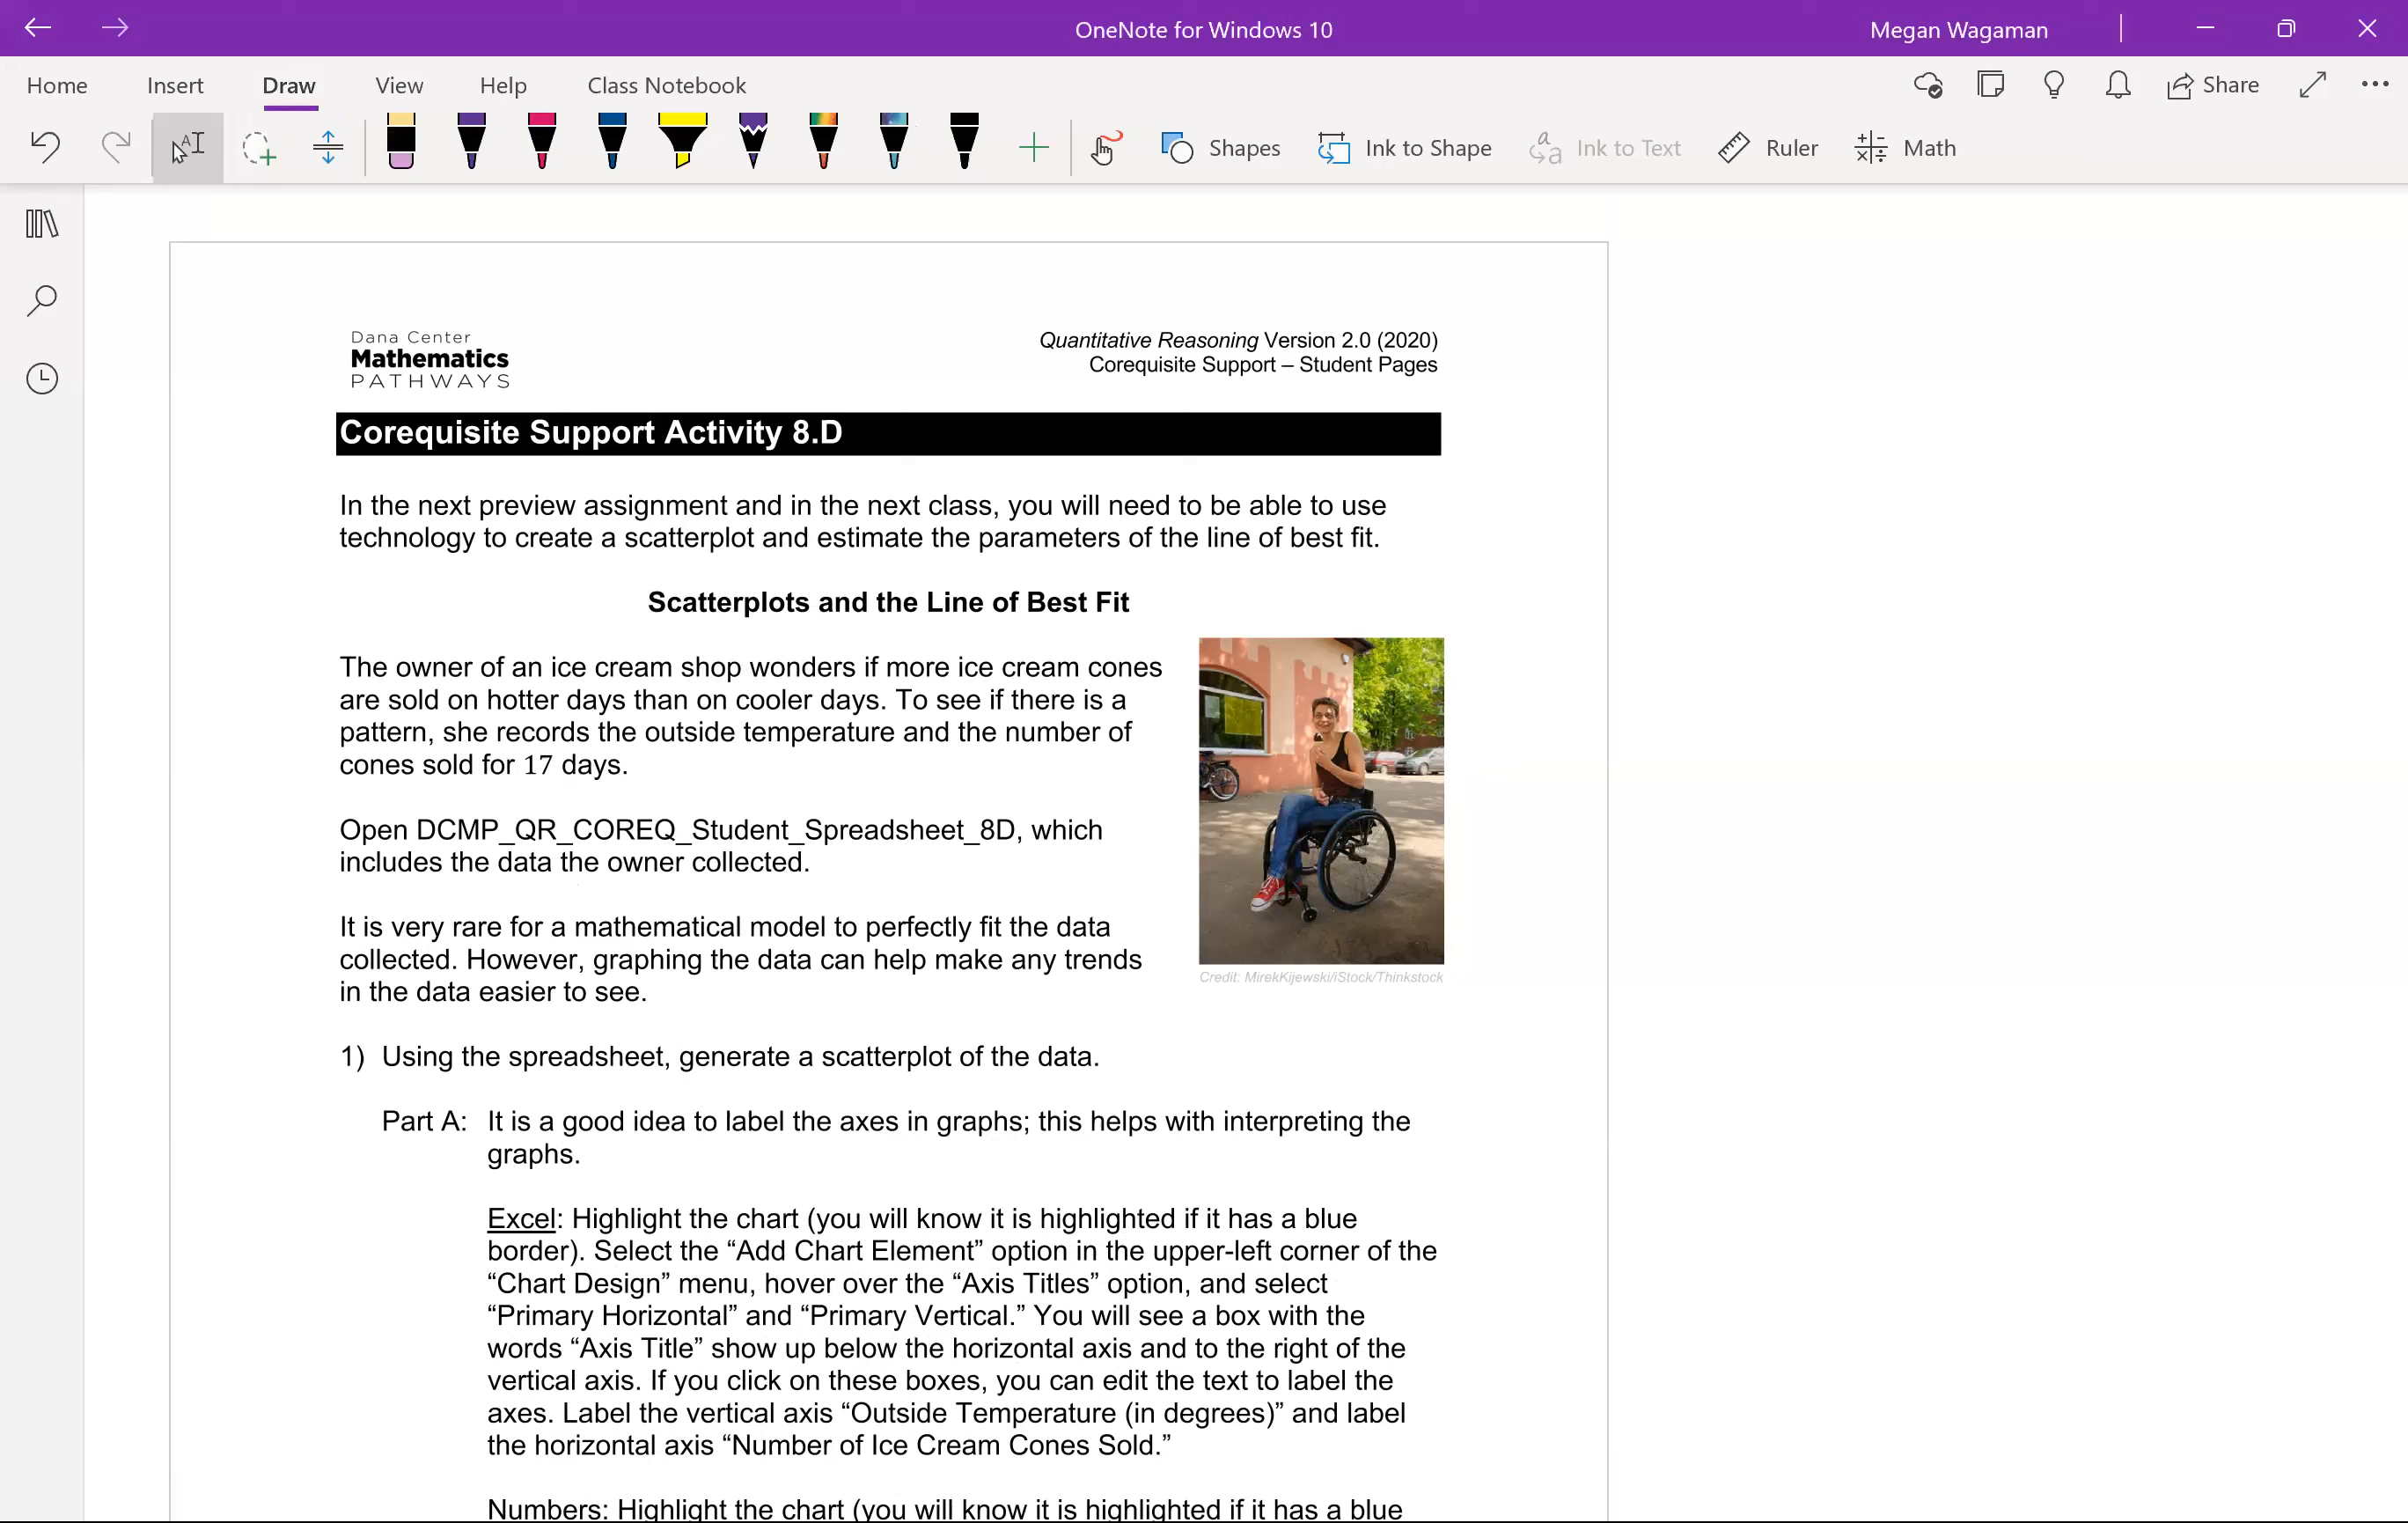 OneNote for Windows 10
Megan Wagaman
Home Insert Draw View Help Class Notebook Share
Shapes Ink to Shape Ink to Text Ruler Math
Dana Center
Mathematics
PATHWAYS
Quantitative Reasoning Version 2.0 (2020)
Corequisite Support – Student Pages
Corequisite Support Activity 8.D
In the next preview assignment and in the next class, you will need to be able to use
technology to create a scatterplot and estimate the parameters of the line of best fit.
Scatterplots and the Line of Best Fit
The owner of an ice cream shop wonders if more ice cream cones
are sold on hotter days than on cooler days. To see if there is a
pattern, she records the outside temperature and the number of
cones sold for 17 days.
Open DCMP_QR_COREQ_Student_Spreadsheet_8D, which
includes the data the owner collected.
It is very rare for a mathematical model to perfectly fit the data
collected. However, graphing the data can help make any trends
in the data easier to see.
Credit: MirekKijewski/iStock/Thinkstock
1) Using the spreadsheet, generate a scatterplot of the data.
Part A: It is a good idea to label the axes in graphs; this helps with interpreting the
graphs.
Excel: Highlight the chart (you will know it is highlighted if it has a blue
border). Select the “Add Chart Element” option in the upper-left corner of the
“Chart Design” menu, hover over the “Axis Titles” option, and select
“Primary Horizontal” and “Primary Vertical.” You will see a box with the
words “Axis Title” show up below the horizontal axis and to the right of the
vertical axis. If you click on these boxes, you can edit the text to label the
axes. Label the vertical axis “Outside Temperature (in degrees)” and label
the horizontal axis “Number of Ice Cream Cones Sold.”
Numbers: Highlight the chart (you will know it is highlighted if it has a blue